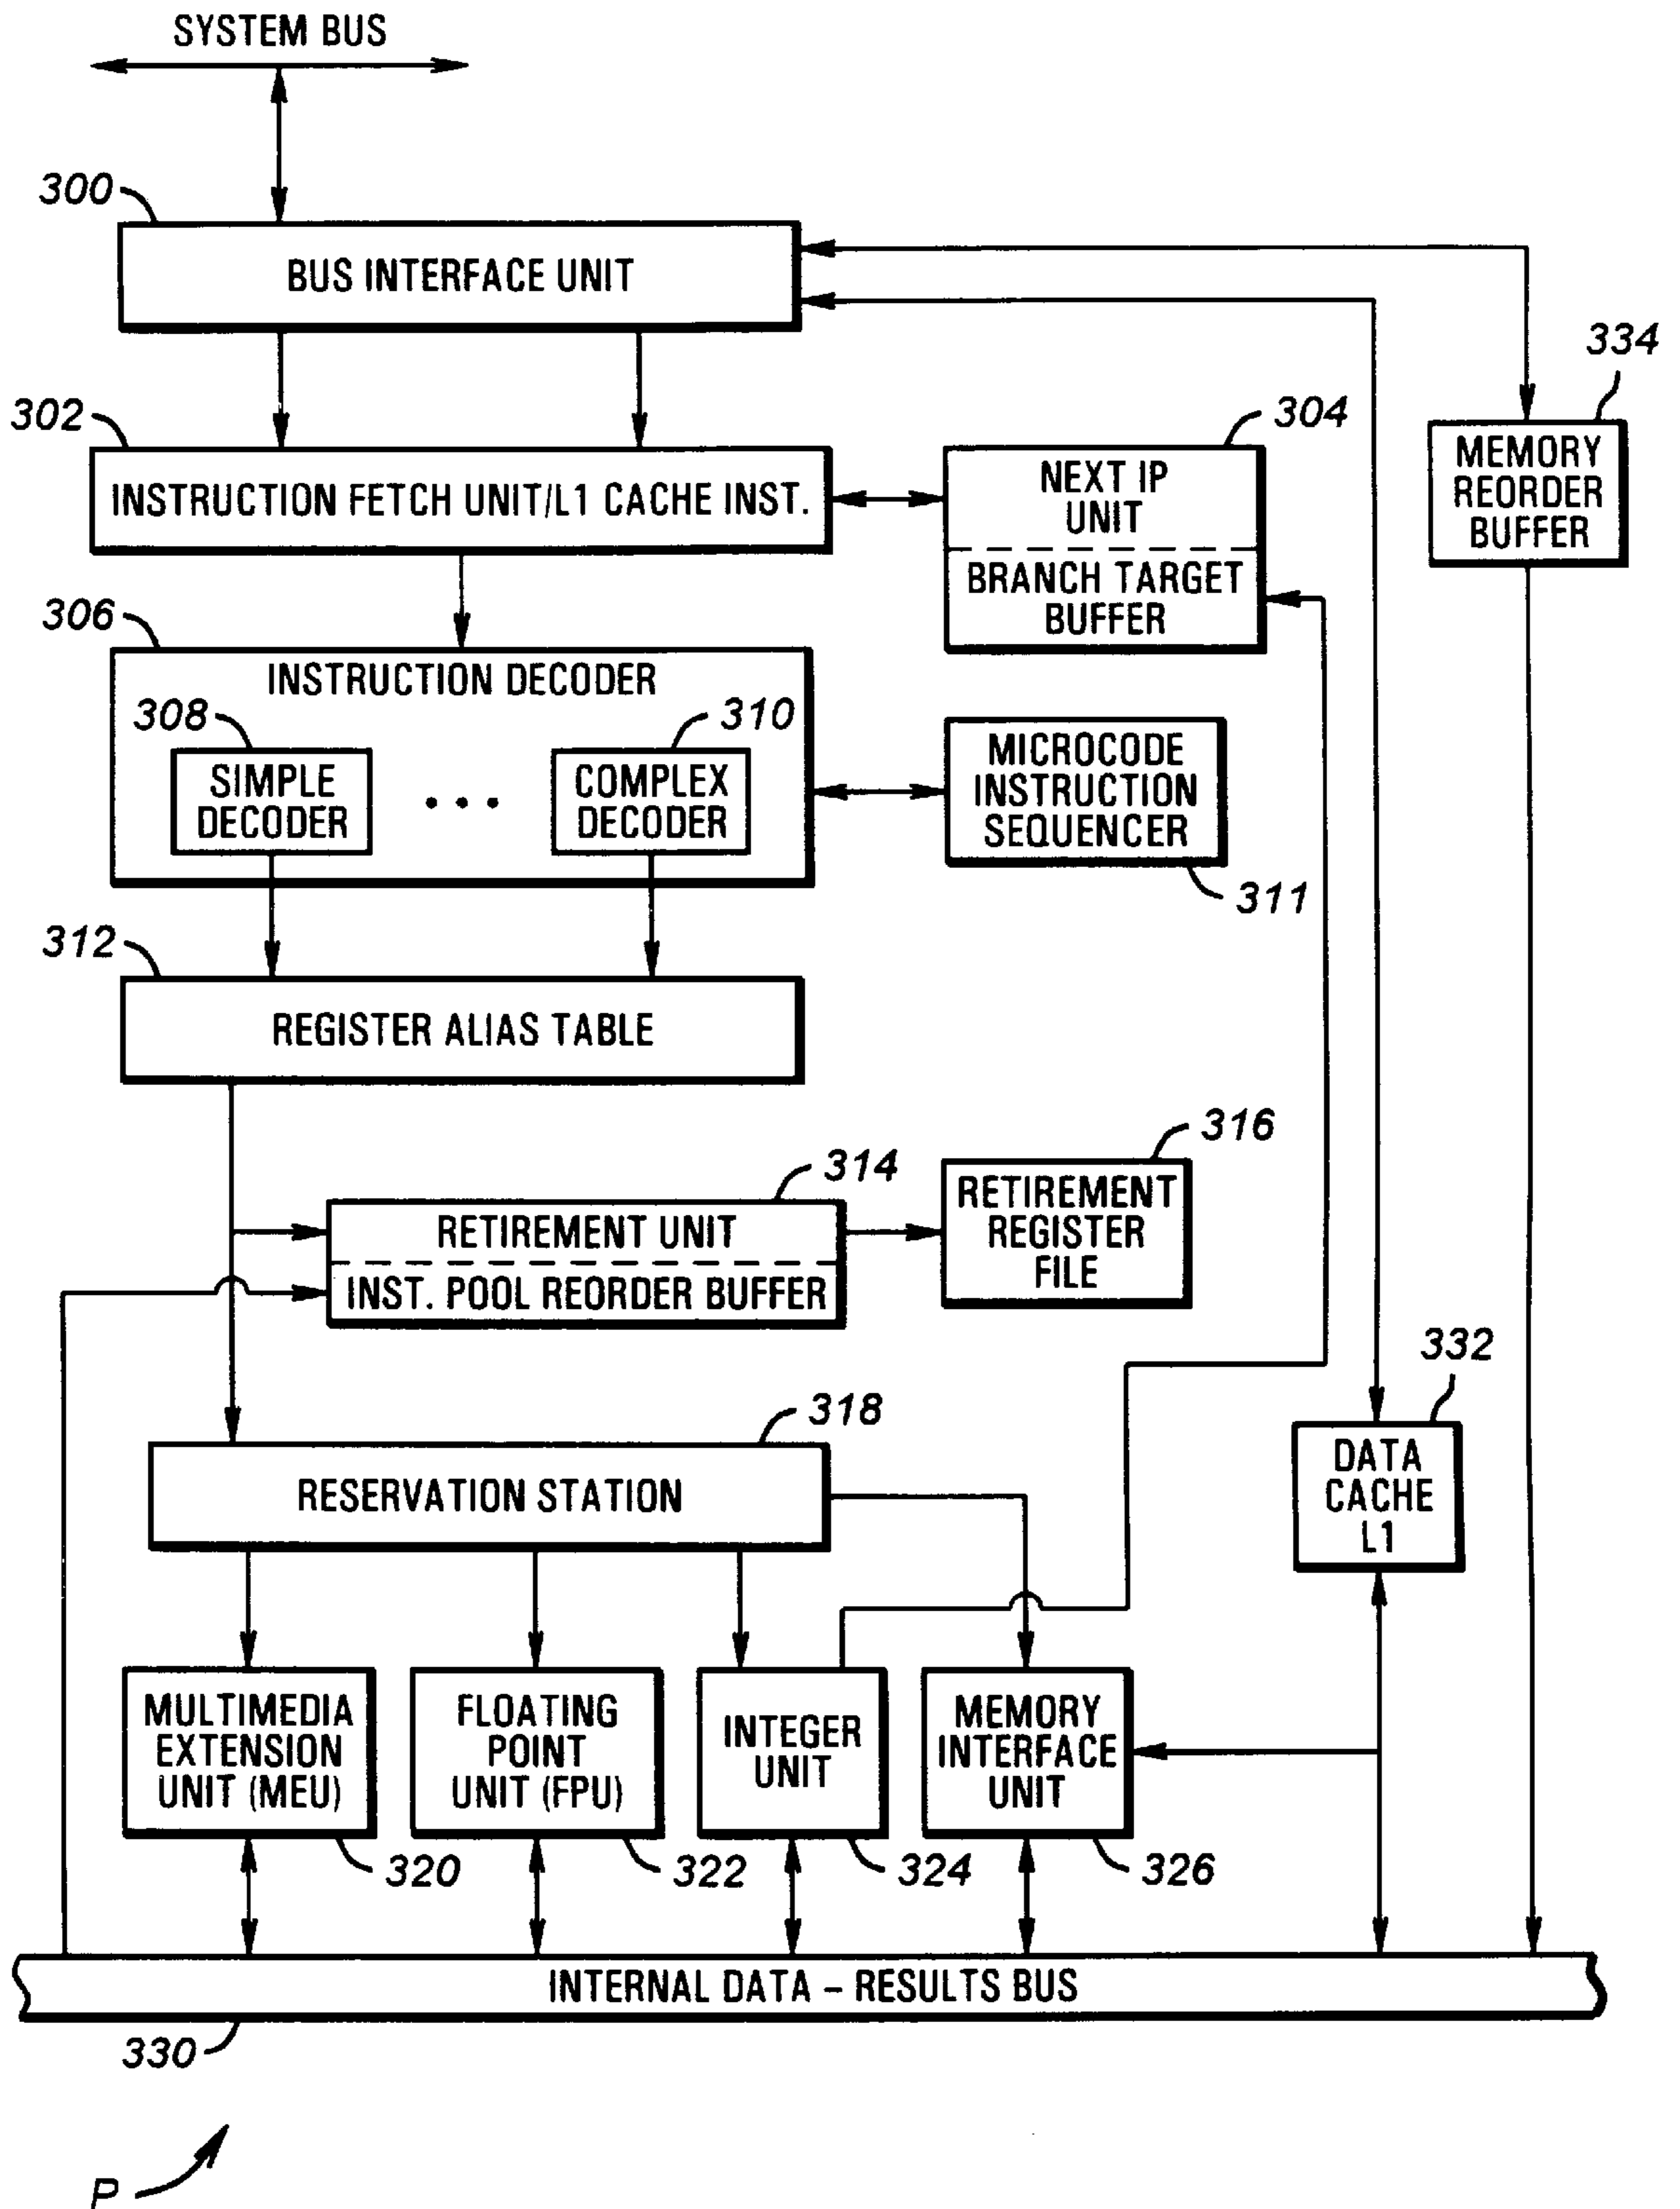 SYSTEM BUS
300
BUS INTERFACE UNIT
334
302
304
INSTRUCTION FETCH UNIT/L1 CACHE INST.
NEXT IP
UNIT
BRANCH TARGET
BUFFER
MEMORY
REORDER
BUFFER
306
INSTRUCTION DECODER
308
310
SIMPLE
DECODER
• • •
COMPLEX
DECODER
MICROCODE
INSTRUCTION
SEQUENCER
311
312
REGISTER ALIAS TABLE
316
314
RETIREMENT UNIT
INST. POOL REORDER BUFFER
RETIREMENT
REGISTER
FILE
332
318
RESERVATION STATION
DATA
CACHE
L1
MULTIMEDIA
EXTENSION
UNIT (MEU)
FLOATING
POINT
UNIT (FPU)
INTEGER
UNIT
MEMORY
INTERFACE
UNIT
320
322
324
326
INTERNAL DATA – RESULTS BUS
330
P